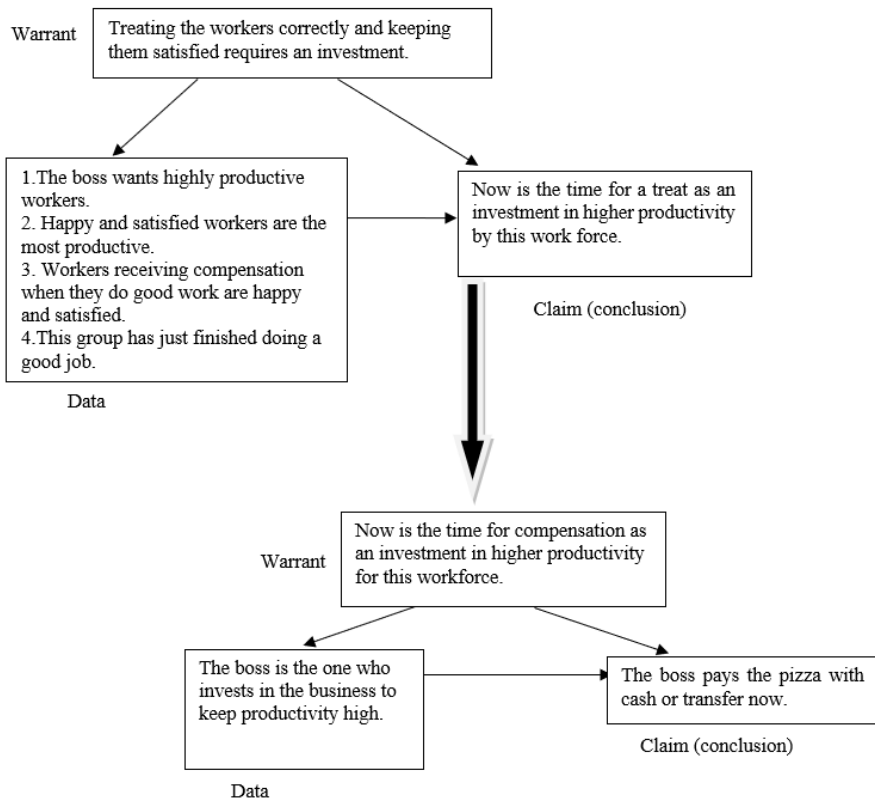 Warrant
Treating the workers correctly and keeping
them satisfied requires an investment.
1.The boss wants highly productive
workers.
2. Happy and satisfied workers are the
most productive.
3. Workers receiving compensation
when they do good work are happy
and satisfied.
4.This group has just finished doing a
good job.
Data
Now is the time for a treat as an
investment in higher productivity
by this work force.
Claim (conclusion)
Warrant
Now is the time for compensation as
an investment in higher productivity
for this workforce.
The boss is the one who
invests in the business to
keep productivity high.
Data
The boss pays the pizza with
cash or transfer now.
Claim (conclusion)